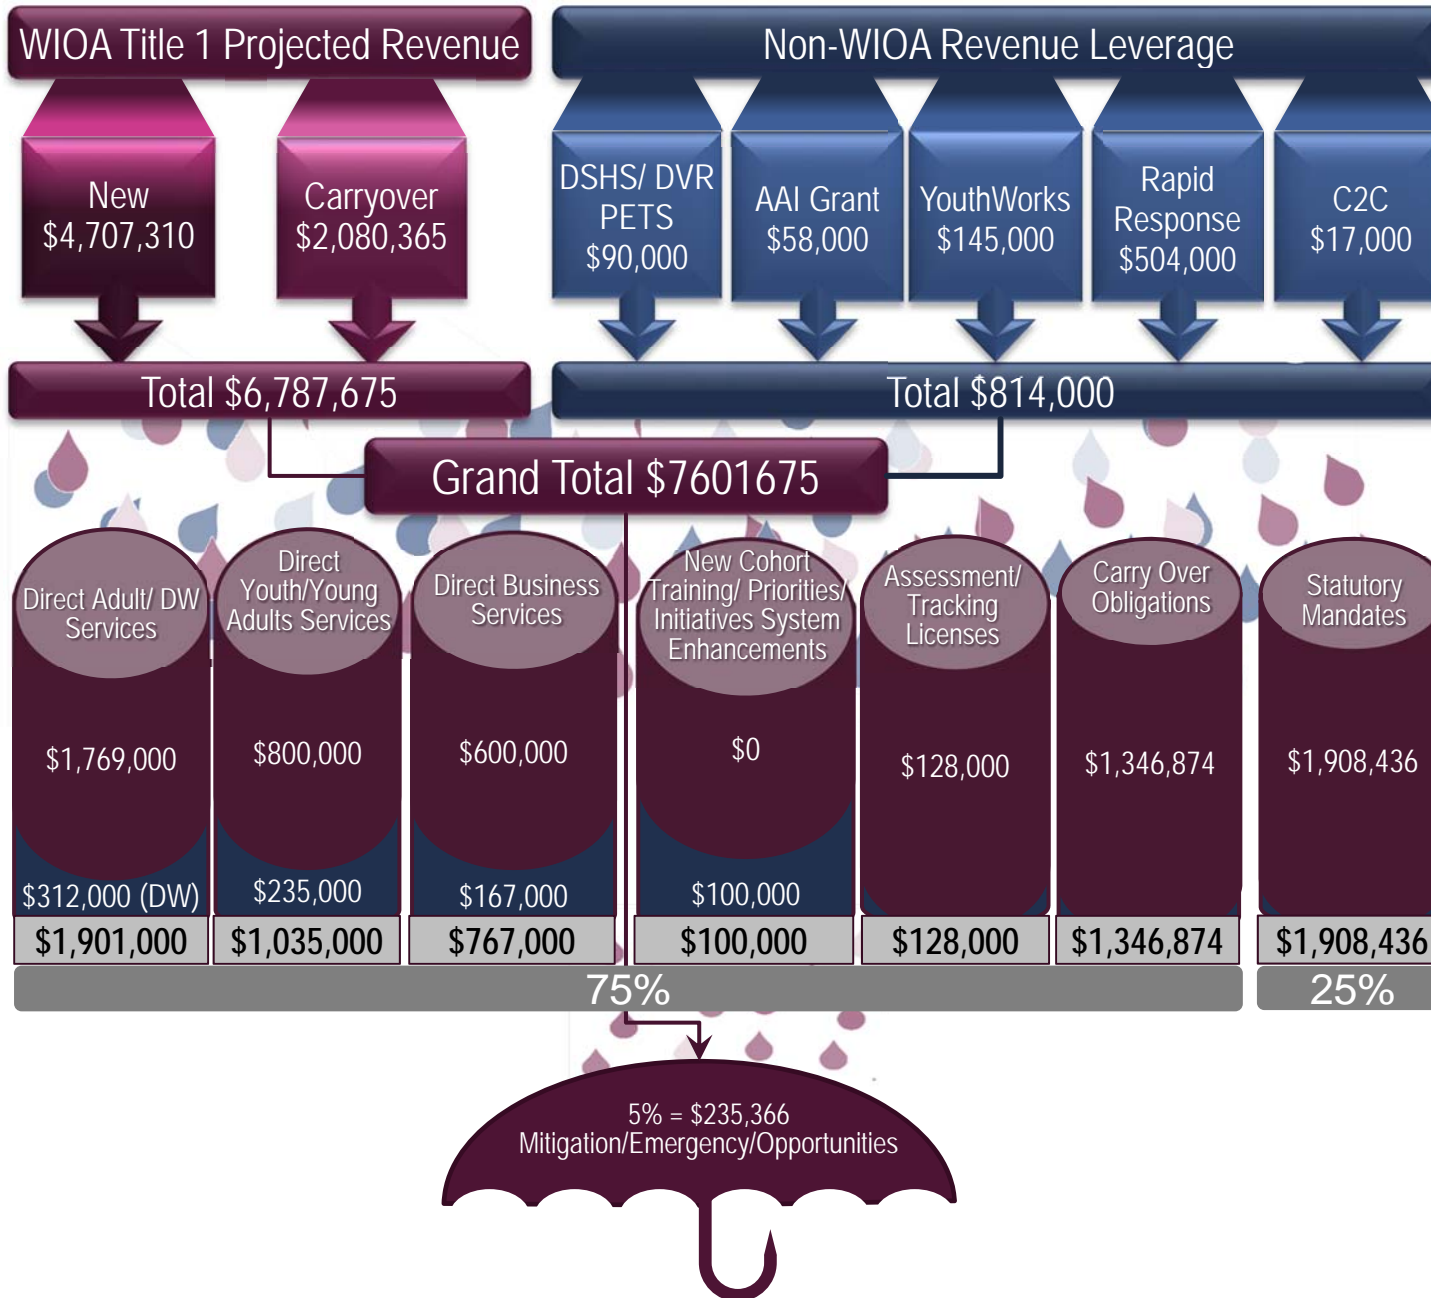 WIOA Title 1 Projected Revenue
Non-WIOA Revenue Leverage
New
$4,707,310
Carryover
$2,080,365
DSHS/ DVR
PETS
$90,000
AAI Grant
$58,000
YouthWorks
$145,000
Rapid
Response
$504,000
C2C
$17,000
Total $6,787,675
Total $814,000
Grand Total $7601675
Direct Adult/ DW
Services
Direct
Youth/Young
Adults Services
Direct Business
Services
New Cohort
Training/ Priorities/
Initiatives System
Enhancements
Assessment/
Tracking
Licenses
Carry Over
Obligations
Statutory
Mandates
$1,769,000
$800,000
$600,000
$0
$128,000
$1,346,874
$1,908,436
$312,000 (DW)
$235,000
$167,000
$100,000
$1,901,000
$1,035,000
$767,000
$100,000
$128,000
$1,346,874
$1,908,436
75%
25%
5% = $235,366
Mitigation/Emergency/Opportunities